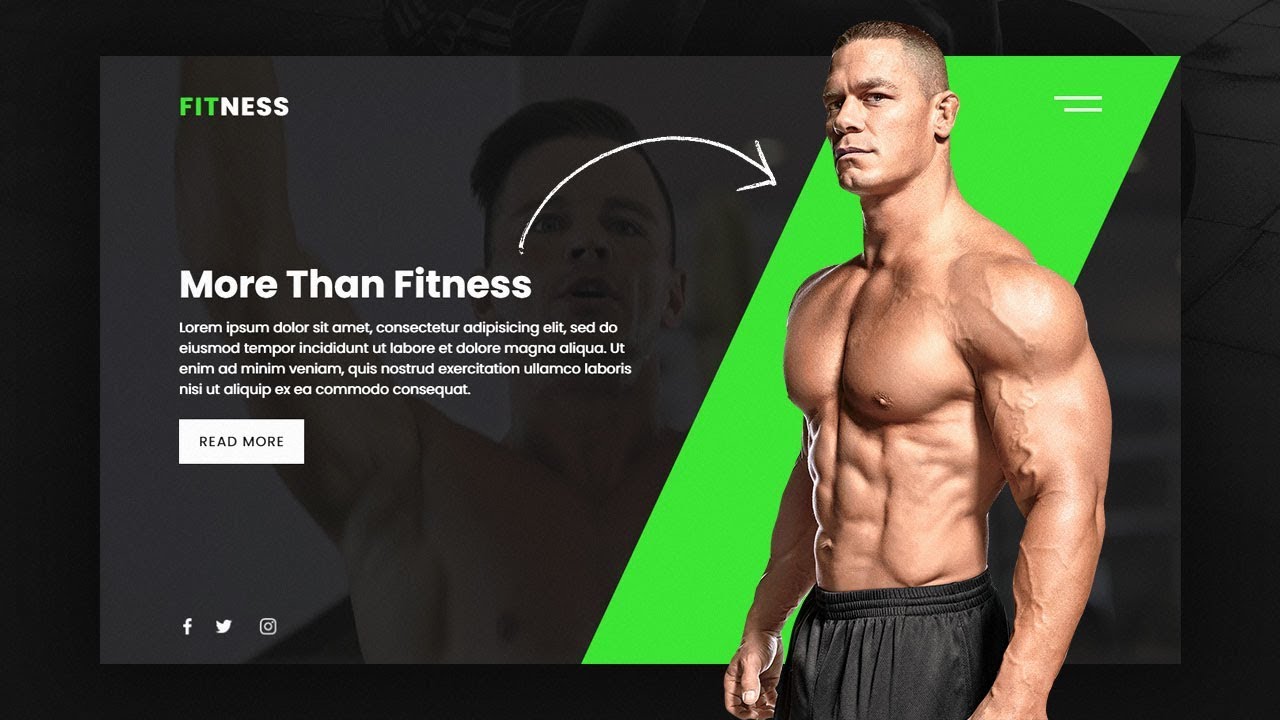 FITNESS
More Than Fitness
Lorem ipsum dolor sit amet, consectetur adipisicing elit, sed do
eiusmod tempor incididunt ut labore et dolore magna aliqua. Ut
enim ad minim veniam, quis nostrud exercitation ullamco laboris
nisi ut aliquip ex ea commodo consequat.
READ MORE